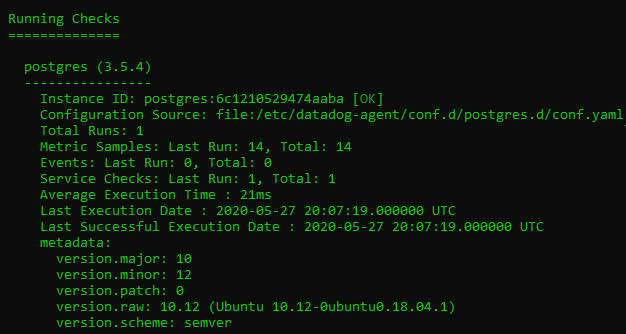 Running Checks
==============
postgres (3.5.4)
----------------
Instance ID: postgres:6c1210529474aaba [OK]
Configuration Source: file:/etc/datadog-agent/conf.d/postgres.d/conf.yaml
Total Runs: 1
Metric Samples: Last Run: 14, Total: 14
Events: Last Run: 0, Total: 0
Service Checks: Last Run: 1, Total: 1
Average Execution Time : 21ms
Last Execution Date : 2020-05-27 20:07:19.000000 UTC
Last Successful Execution Date : 2020-05-27 20:07:19.000000 UTC
metadata:
version.major: 10
version.minor: 12
version.patch: 0
version.raw: 10.12 (Ubuntu 10.12-0ubuntu0.18.04.1)
version.scheme: semver